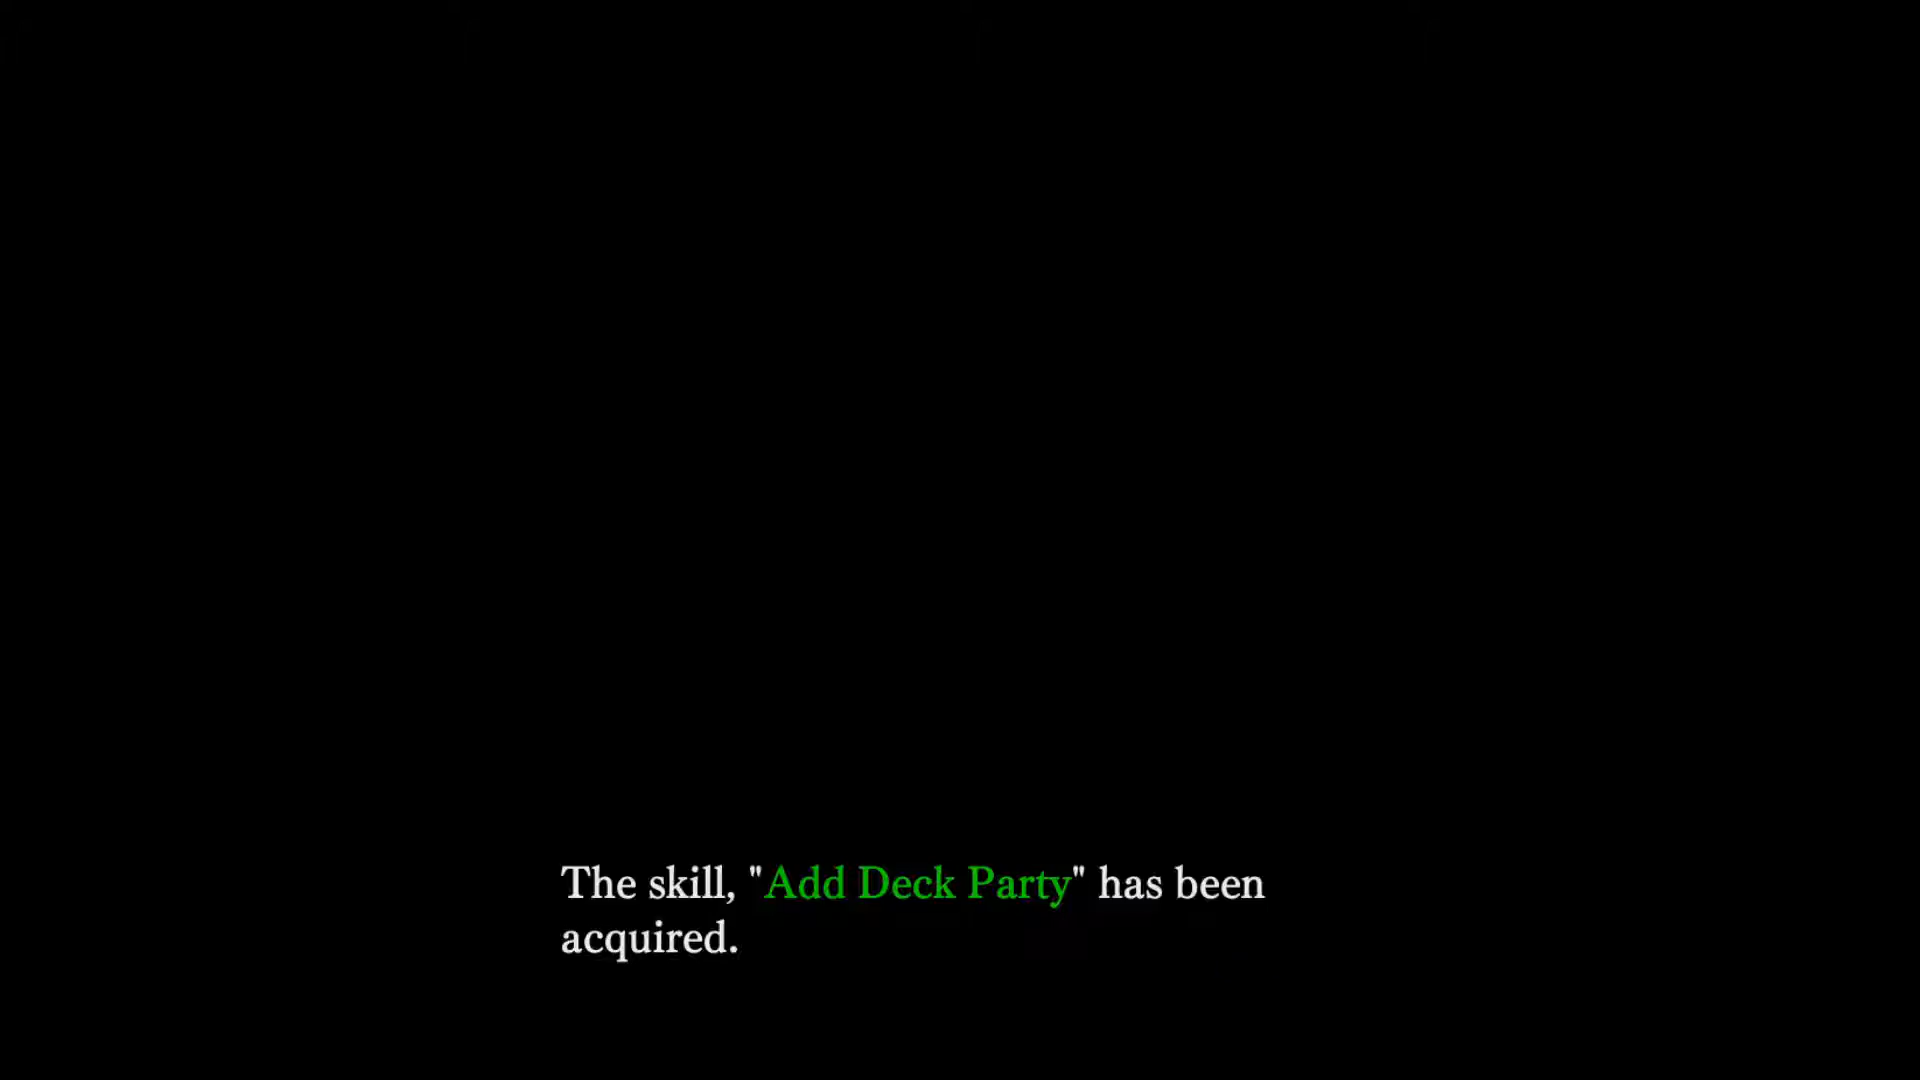 The skill, "Add Deck Party" has been
acquired.